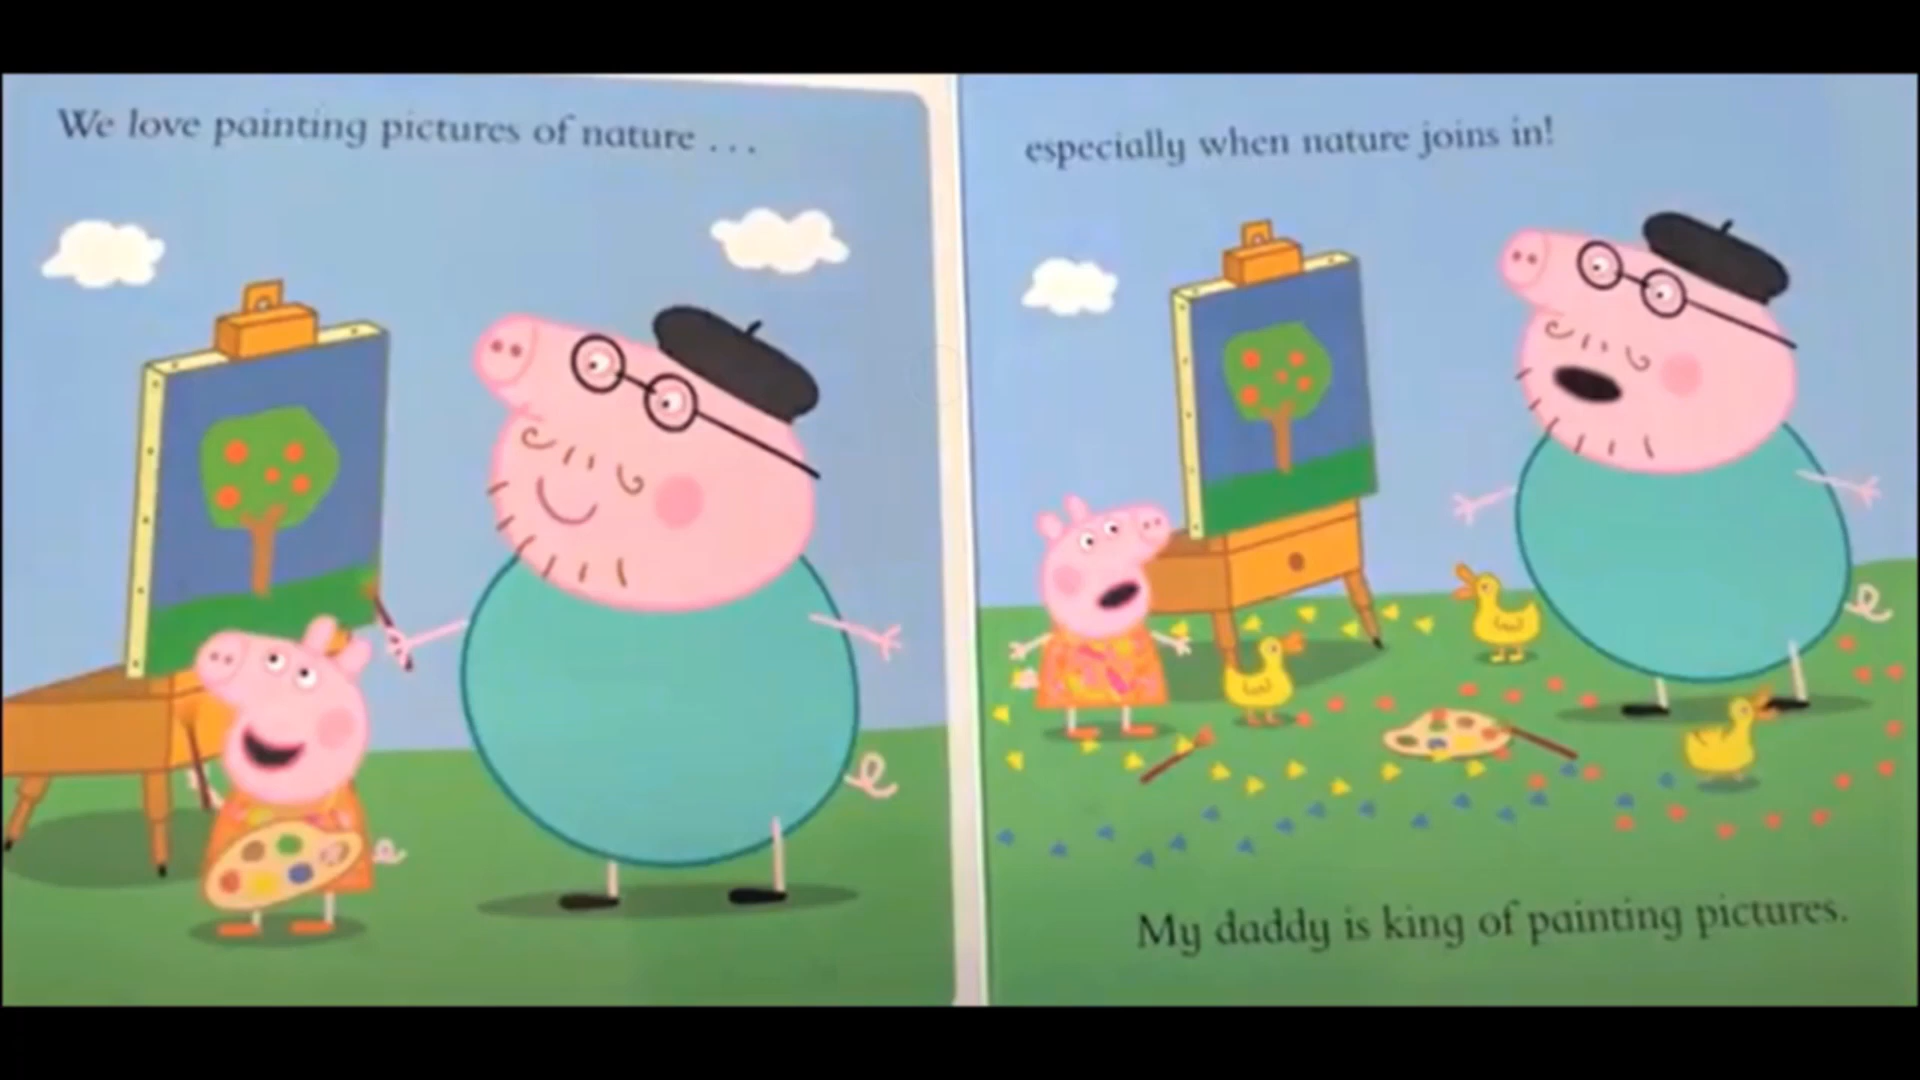 We love painting pictures of nature ...
especially when nature joins in!
My daddy is king of painting pictures.